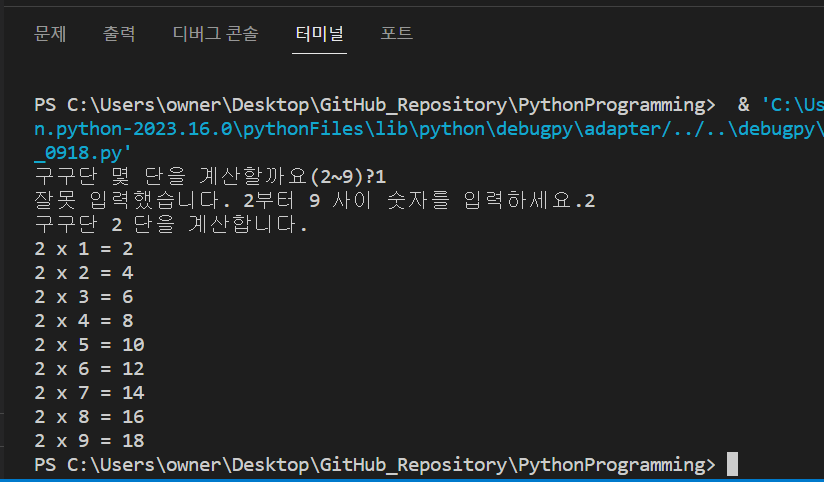 문제 출력 디버그 콘솔 터미널 포트
PS C:\Users\owner\Desktop\GitHub_Repository\PythonProgramming>  & 'C:\Us
n.python-2023.16.0\pythonFiles\lib\python\debugpy\adapter/../..\debugpy\
_0918.py'
구구단 몇 단을 계산할까요(2~9)?1
잘못 입력했습니다. 2부터 9 사이 숫자를 입력하세요.2
구구단 2 단을 계산합니다.
2 x 1 = 2
2 x 2 = 4
2 x 3 = 6
2 x 4 = 8
2 x 5 = 10
2 x 6 = 12
2 x 7 = 14
2 x 8 = 16
2 x 9 = 18
PS C:\Users\owner\Desktop\GitHub_Repository\PythonProgramming>